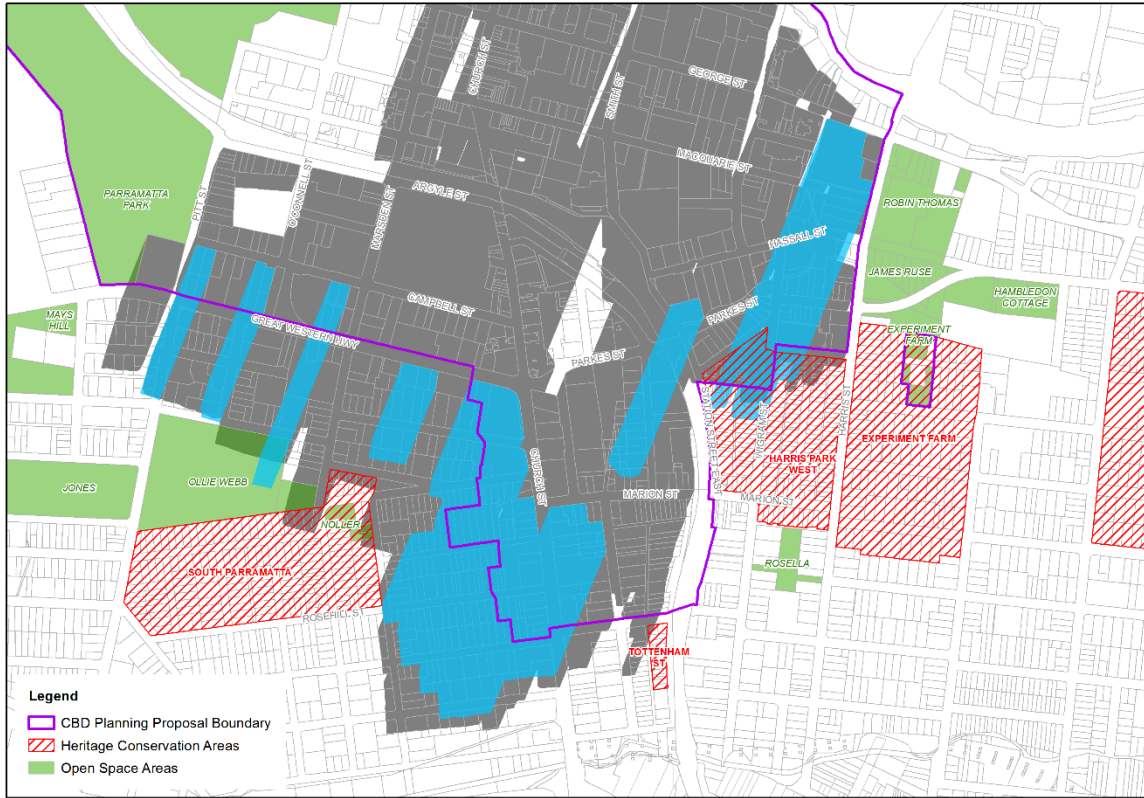 CHURCH ST
SMITH ST
GEORGE ST
MACQUARIE ST
ARGYLE ST
O'CONNELL ST
MARSDEN ST
PITT ST
PARRAMATTA
PARK
ROBIN THOMAS
HASSALL ST
JAMES RUSE
HAMBLEDON
COTTAGE
CAMPBELL ST
PARKES ST
MAYS
HILL
GREAT WESTERN HWY
EXPERIMENT
FARM
PARKES ST
STATION STREET EAST
WIGRAM ST
HARRIS ST
EXPERIMENT FARM
HARRIS PARK
WEST
CHURCH ST
MARION ST
MARION ST
JONES
OLLIE WEBB
NOLLER
ROSELLA
SOUTH PARRAMATTA
ROSEHILL ST
TOTTENHAM
ST
Legend
CBD Planning Proposal Boundary
Heritage Conservation Areas
Open Space Areas